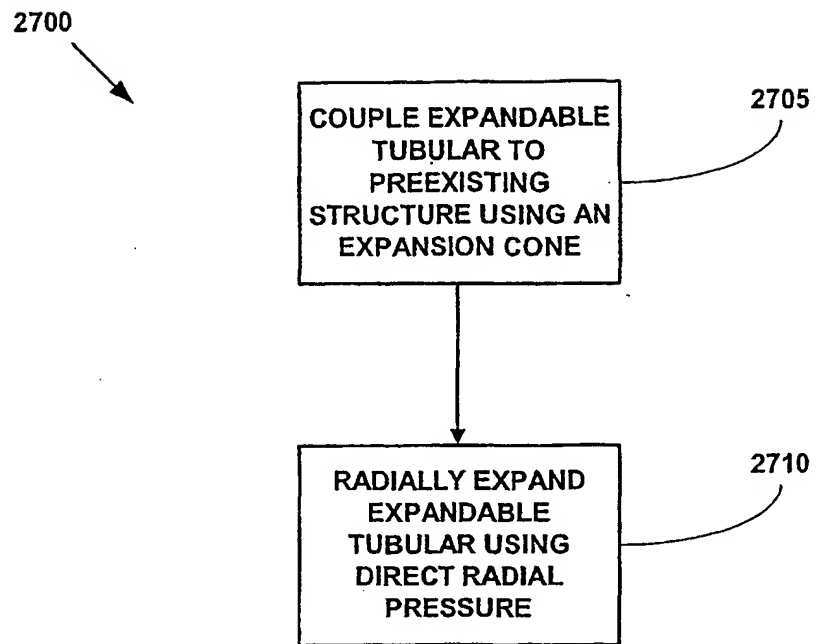 2700
COUPLE EXPANDABLE
TUBULAR TO
PREEXISTING
STRUCTURE USING AN
EXPANSION CONE
2705
RADIALLY EXPAND
EXPANDABLE
TUBULAR USING
DIRECT RADIAL
PRESSURE
2710